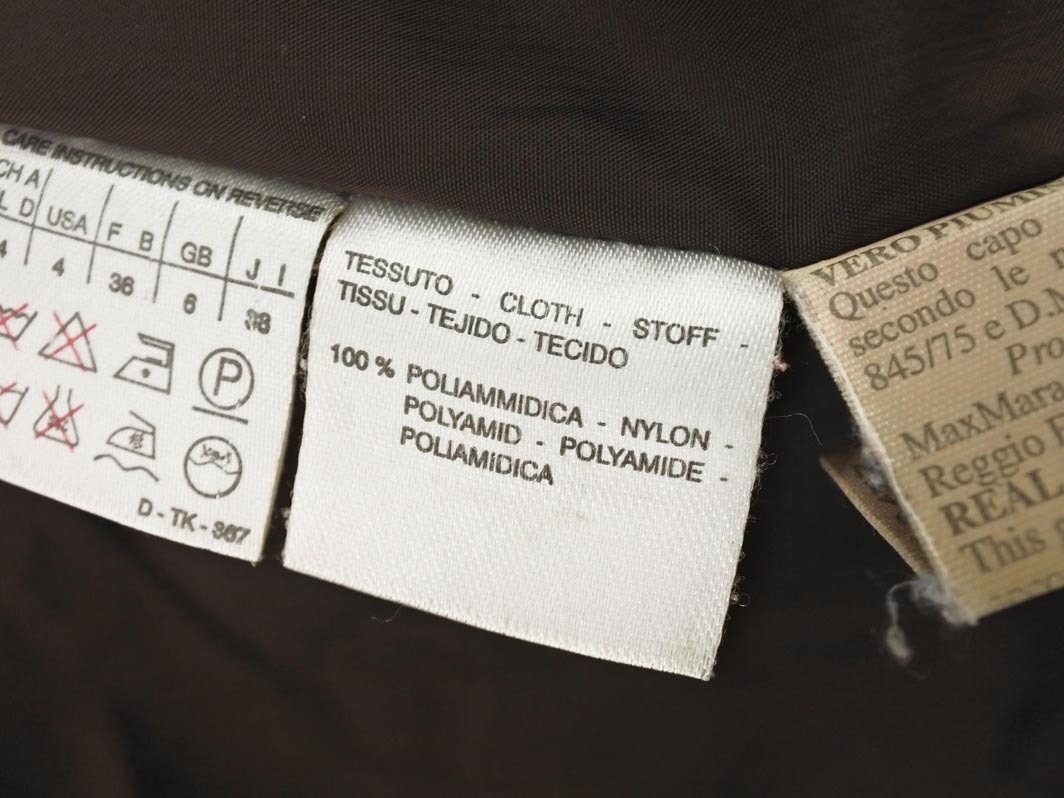 CARE INSTRUCTIONS ON REVERSE
CH A
L D USA F B GB J I
4 4 36 6 38
P
D-TK-367
TESSUTO - CLOTH - STOFF -
TISSU - TEJIDO - TECIDO
100 % POLIAMMIDICA - NYLON -
POLYAMID - POLYAMIDE -
POLIAMIDICA
VERO PIUMI
Questo capo
secondo le
845/75 e D.
Pro
MaxMara
Reggio
REAL
This